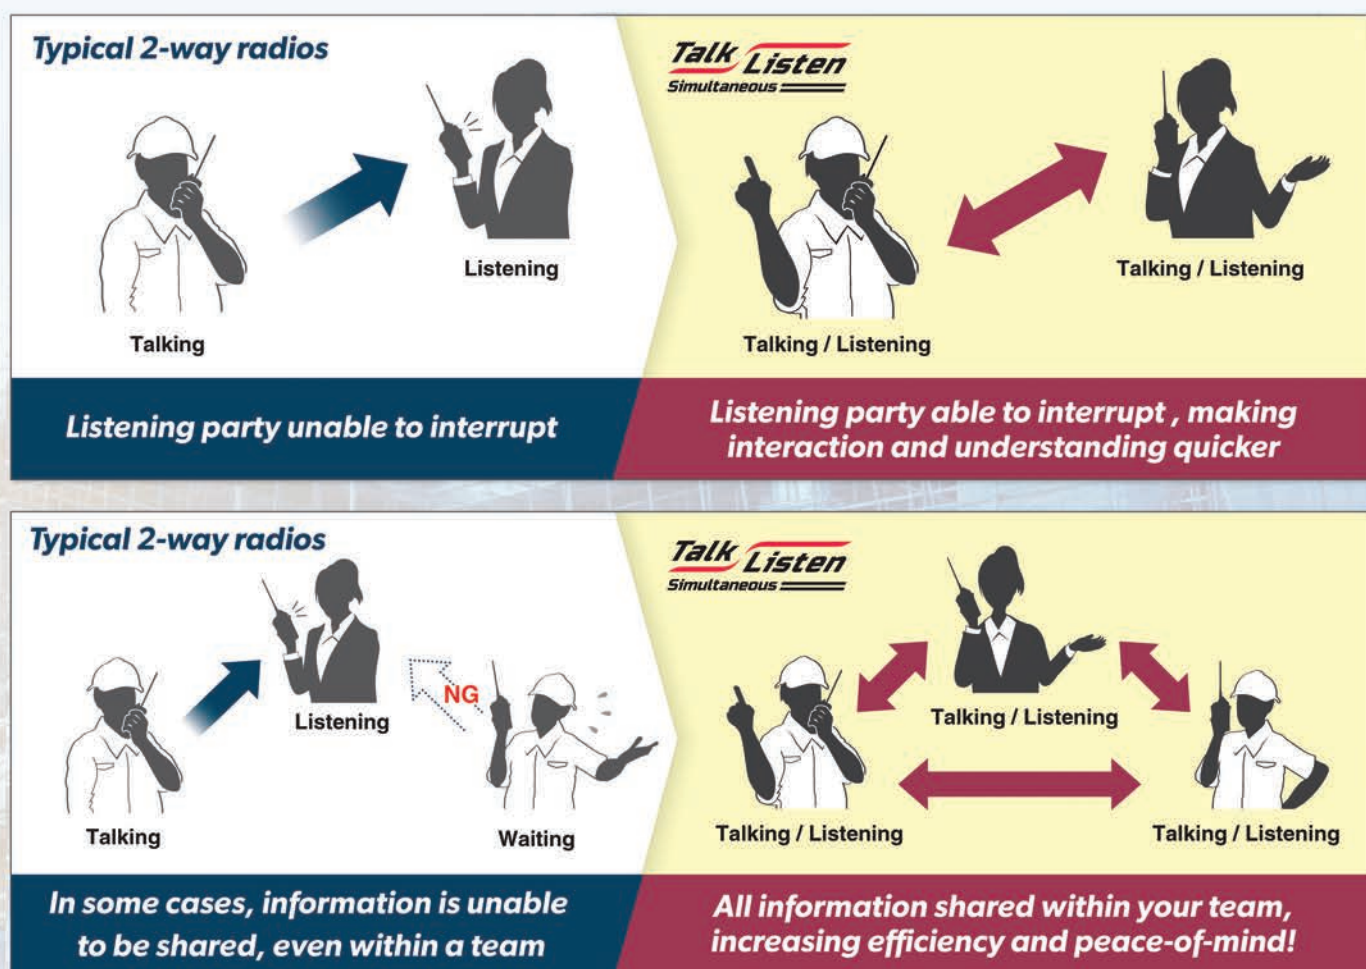 Typical 2-way radios
Listening
Talking
Listening party unable to interrupt
Talk Listen
Simultaneous
Talking / Listening
Talking / Listening
Listening party able to interrupt , making
interaction and understanding quicker
Typical 2-way radios
NG
Listening
Talking
Waiting
In some cases, information is unable
to be shared, even within a team
Talk Listen
Simultaneous
Talking / Listening
Talking / Listening
Talking / Listening
All information shared within your team,
increasing efficiency and peace-of-mind!